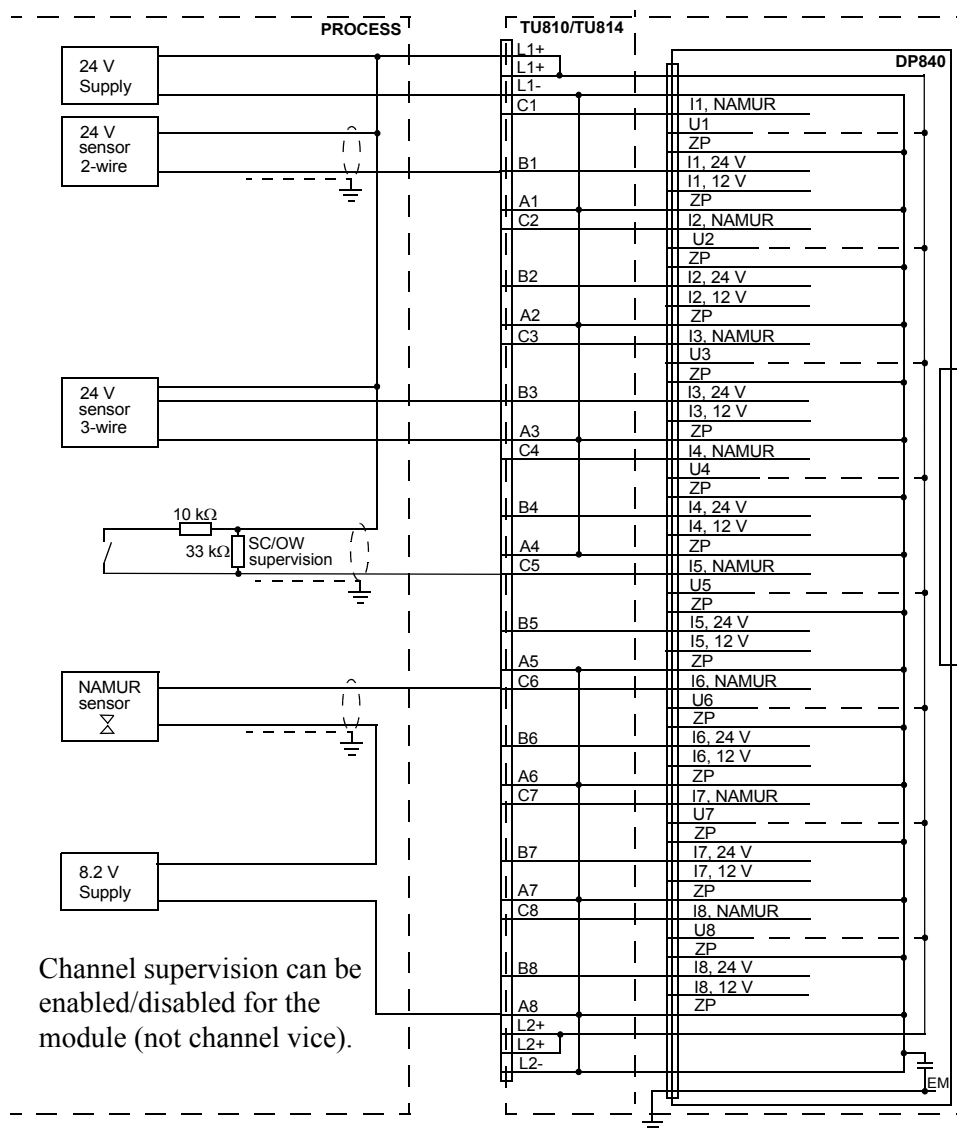 PROCESS
TU810/TU814
DP840
24 V
Supply
24 V
sensor
2-wire
24 V
sensor
3-wire
10 kΩ
33 kΩ
SC/OW
supervision
NAMUR
sensor
8.2 V
Supply
Channel supervision can be
enabled/disabled for the
module (not channel vice).
L1+
L1+
L1-
C1
B1
A1
C2
B2
A2
C3
B3
A3
C4
B4
A4
C5
B5
A5
C6
B6
A6
C7
B7
A7
C8
B8
A8
L2+
L2+
L2-
I1, NAMUR
U1
ZP
I1, 24 V
I1, 12 V
ZP
I2, NAMUR
U2
ZP
I2, 24 V
I2, 12 V
ZP
I3, NAMUR
U3
ZP
I3, 24 V
I3, 12 V
ZP
I4, NAMUR
U4
ZP
I4, 24 V
I4, 12 V
ZP
I5, NAMUR
U5
ZP
I5, 24 V
I5, 12 V
ZP
I6, NAMUR
U6
ZP
I6, 24 V
I6, 12 V
ZP
I7, NAMUR
U7
ZP
I7, 24 V
I7, 12 V
ZP
I8, NAMUR
U8
ZP
I8, 24 V
I8, 12 V
ZP
EM